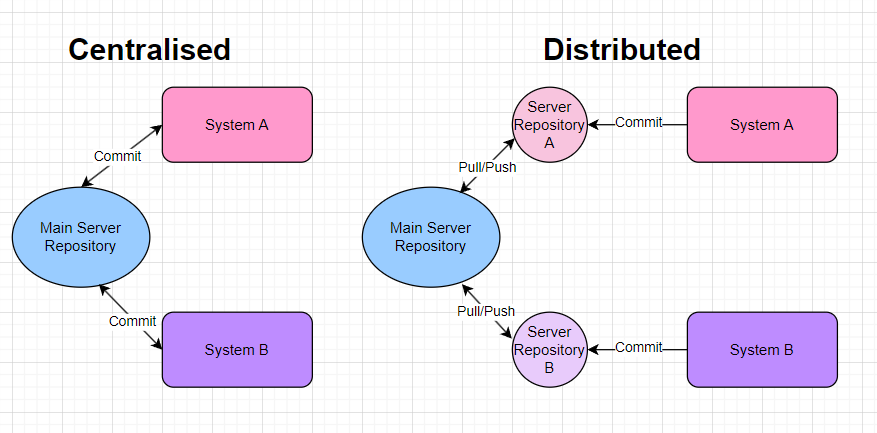 Centralised
System A
Commit
Main Server
Repository
Commit
System B
Distributed
Server
Repository
A
Commit
System A
Pull/Push
Main Server
Repository
Pull/Push
Server
Repository
B
Commit
System B